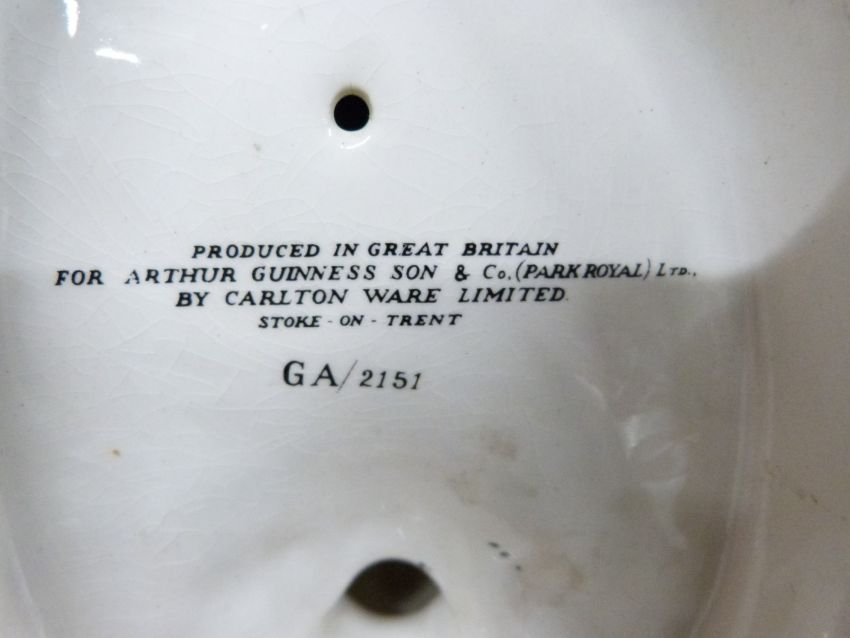 PRODUCED IN GREAT BRITAIN
FOR ARTHUR GUINNESS SON & Co. (PARK ROYAL) LTD.,
BY CARLTON WARE LIMITED.
STOKE - ON - TRENT
GA/2151